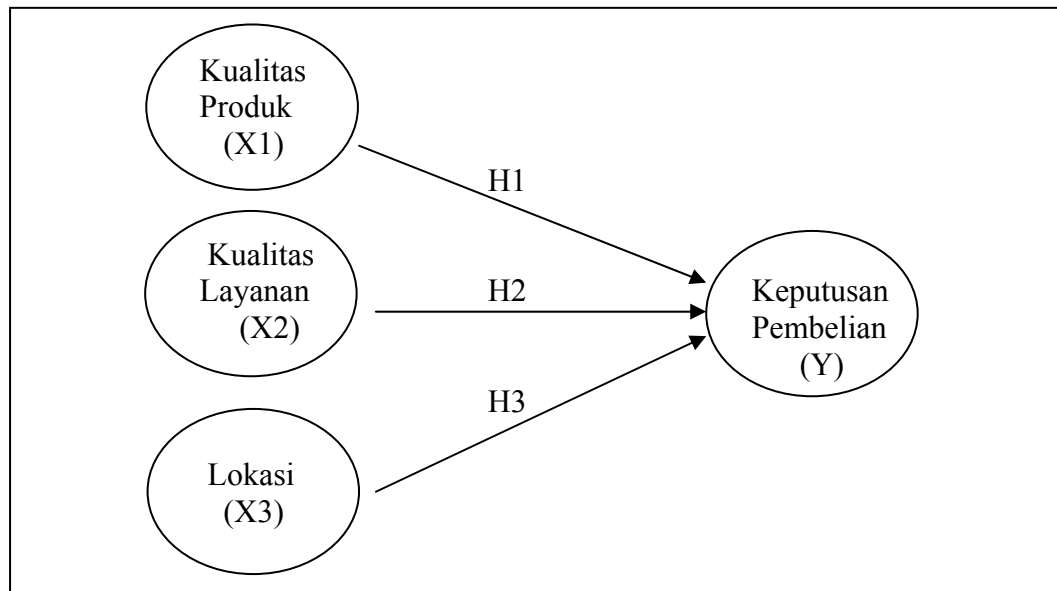 Kualitas
Produk
(X1)
H1
Kualitas
Layanan
(X2)
H2
Keputusan
Pembelian
(Y)
H3
Lokasi
(X3)